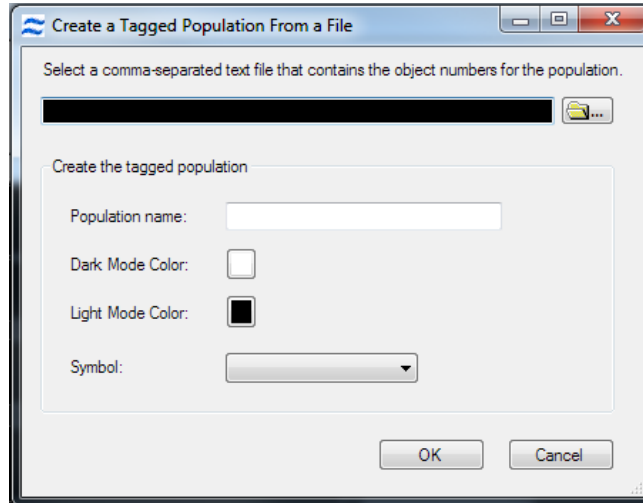 Create a Tagged Population From a File
Select a comma-separated text file that contains the object numbers for the population.
...
Create the tagged population
Population name:
Dark Mode Color:
Light Mode Color:
Symbol:
OK Cancel